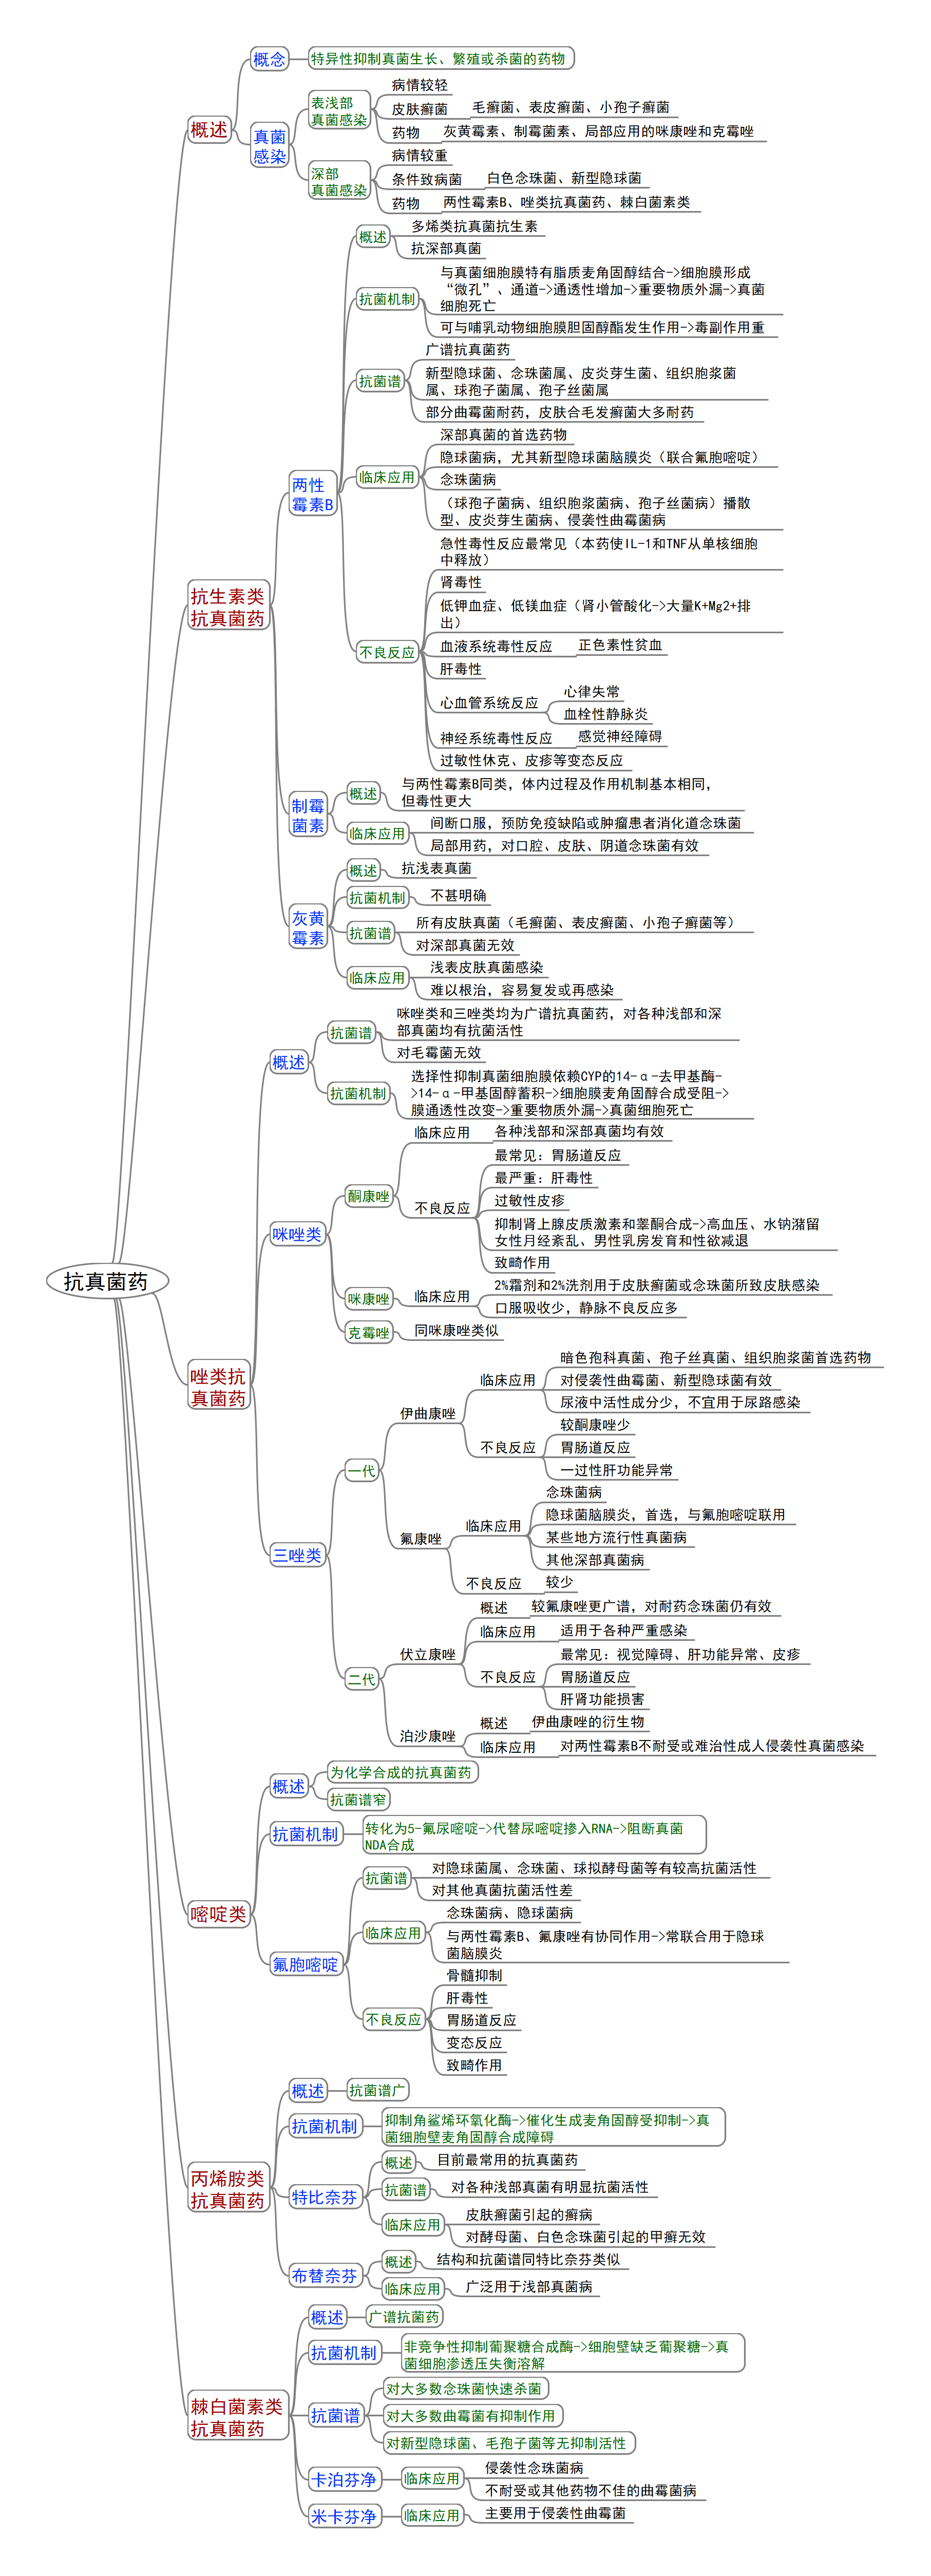 抗真菌药
概述
概念
特异性抑制真菌生长、繁殖或杀菌的药物
真菌
感染
表浅部
真菌感染
病情较轻
皮肤癣菌
毛癣菌、表皮癣菌、小孢子癣菌
药物
灰黄霉素、制霉菌素、局部应用的咪康唑和克霉唑
深部
真菌感染
病情较重
条件致病菌
白色念珠菌、新型隐球菌
药物
两性霉素B、唑类抗真菌药、棘白菌素类
抗生素类
抗真菌药
两性
霉素B
概述
多烯类抗真菌抗生素
抗深部真菌
抗菌机制
与真菌细胞膜特有脂质麦角固醇结合->细胞膜形成
“微孔”、通道->通透性增加->重要物质外漏->真菌
细胞死亡
可与哺乳动物细胞膜胆固醇酯发生作用->毒副作用重
抗菌谱
广谱抗真菌药
新型隐球菌、念珠菌属、皮炎芽生菌、组织胞浆菌
属、球孢子菌属、孢子丝菌属
部分曲霉菌耐药，皮肤合毛发癣菌大多耐药
临床应用
深部真菌的首选药物
隐球菌病，尤其新型隐球菌脑膜炎（联合氟胞嘧啶）
念珠菌病
（球孢子菌病、组织胞浆菌病、孢子丝菌病）播散
型、皮炎芽生菌病、侵袭性曲霉菌病
不良反应
急性毒性反应最常见（本药使IL-1和TNF从单核细胞
中释放）
肾毒性
低钾血症、低镁血症（肾小管酸化->大量K+Mg2+排
出）
血液系统毒性反应
正色素性贫血
肝毒性
心血管系统反应
心律失常
血栓性静脉炎
神经系统毒性反应
感觉神经障碍
过敏性休克、皮疹等变态反应
制霉
菌素
概述
与两性霉素B同类，体内过程及作用机制基本相同，
但毒性更大
临床应用
间断口服，预防免疫缺陷或肿瘤患者消化道念珠菌
局部用药，对口腔、皮肤、阴道念珠菌有效
灰黄
霉素
概述
抗浅表真菌
抗菌机制
不甚明确
抗菌谱
所有皮肤真菌（毛癣菌、表皮癣菌、小孢子癣菌等）
对深部真菌无效
临床应用
浅表皮肤真菌感染
难以根治，容易复发或再感染
唑类抗
真菌药
概述
抗菌谱
咪唑类和三唑类均为广谱抗真菌药，对各种浅部和深
部真菌均有抗菌活性
对毛霉菌无效
抗菌机制
选择性抑制真菌细胞膜依赖CYP的14-α-去甲基酶-
>14-α-甲基固醇蓄积->细胞膜麦角固醇合成受阻->
膜通透性改变->重要物质外漏->真菌细胞死亡
咪唑类
酮康唑
临床应用
各种浅部和深部真菌均有效
不良反应
最常见：胃肠道反应
最严重：肝毒性
过敏性皮疹
抑制肾上腺皮质激素和睾酮合成->高血压、水钠潴留
女性月经紊乱、男性乳房发育和性欲减退
致畸作用
咪康唑
临床应用
2%霜剂和2%洗剂用于皮肤癣菌或念珠菌所致皮肤感染
口服吸收少，静脉不良反应多
克霉唑
同咪康唑类似
三唑类
一代
伊曲康唑
临床应用
暗色孢科真菌、孢子丝真菌、组织胞浆菌首选药物
对侵袭性曲霉菌、新型隐球菌有效
尿液中活性成分少，不宜用于尿路感染
不良反应
较酮康唑少
胃肠道反应
一过性肝功能异常
氟康唑
临床应用
念珠菌病
隐球菌脑膜炎，首选，与氟胞嘧啶联用
某些地方流行性真菌病
其他深部真菌病
不良反应
较少
二代
伏立康唑
概述
较氟康唑更广谱，对耐药念珠菌仍有效
临床应用
适用于各种严重感染
不良反应
最常见：视觉障碍、肝功能异常、皮疹
胃肠道反应
肝肾功能损害
泊沙康唑
概述
伊曲康唑的衍生物
临床应用
对两性霉素B不耐受或难治性成人侵袭性真菌感染
嘧啶类
概述
为化学合成的抗真菌药
抗菌谱窄
抗菌机制
转化为5-氟尿嘧啶->代替尿嘧啶掺入RNA->阻断真菌
NDA合成
氟胞嘧啶
抗菌谱
对隐球菌属、念珠菌、球拟酵母菌等有较高抗菌活性
对其他真菌抗菌活性差
临床应用
念珠菌病、隐球菌病
与两性霉素B、氟康唑有协同作用->常联合用于隐球
菌脑膜炎
不良反应
骨髓抑制
肝毒性
胃肠道反应
变态反应
致畸作用
丙烯胺类
抗真菌药
概述
抗菌谱广
抗菌机制
抑制角鲨烯环氧化酶->催化生成麦角固醇受抑制->真
菌细胞壁麦角固醇合成障碍
特比奈芬
概述
目前最常用的抗真菌药
抗菌谱
对各种浅部真菌有明显抗菌活性
临床应用
皮肤癣菌引起的癣病
对酵母菌、白色念珠菌引起的甲癣无效
布替奈芬
概述
结构和抗菌谱同特比奈芬类似
临床应用
广泛用于浅部真菌病
棘白菌素类
抗真菌药
概述
广谱抗菌药
抗菌机制
非竞争性抑制葡聚糖合成酶->细胞壁缺乏葡聚糖->真
菌细胞渗透压失衡溶解
抗菌谱
对大多数念珠菌快速杀菌
对大多数曲霉菌有抑制作用
对新型隐球菌、毛孢子菌等无抑制活性
卡泊芬净
临床应用
侵袭性念珠菌病
不耐受或其他药物不佳的曲霉菌病
米卡芬净
临床应用
主要用于侵袭性曲霉菌